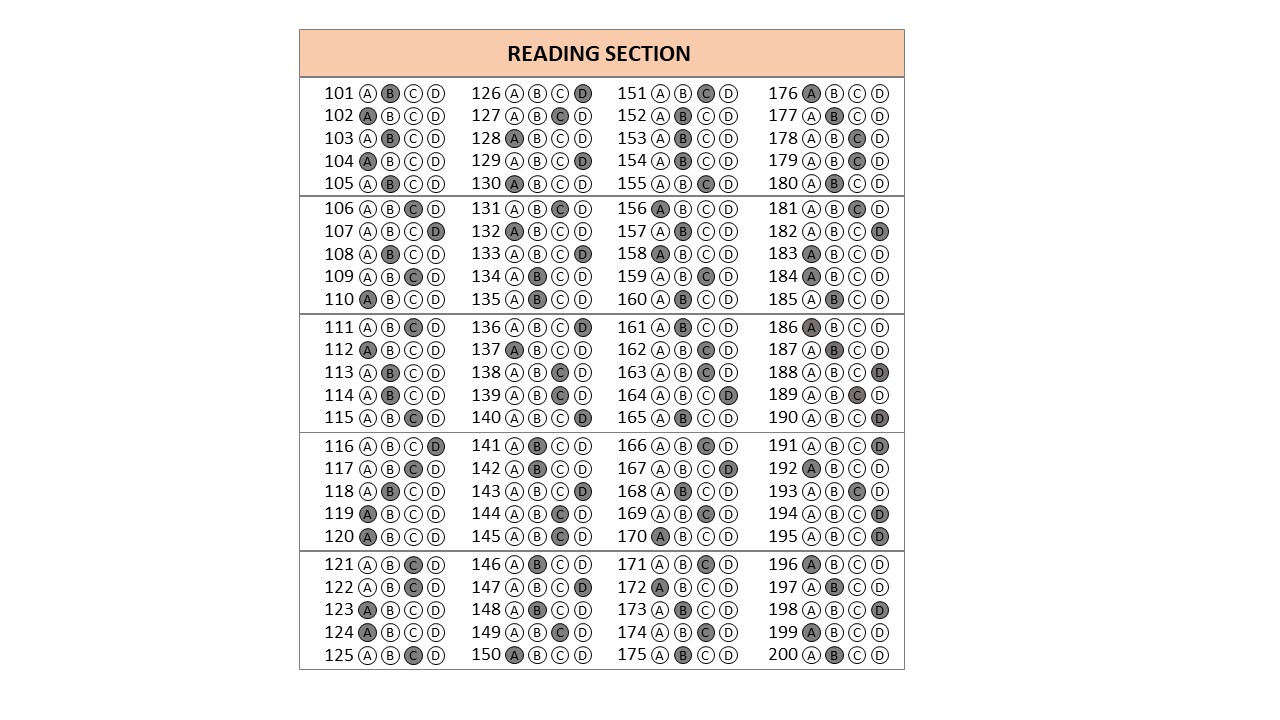 READING SECTION
101 A B C D 126 A B C D 151 A B C D 176 A B C D
102 A B C D 127 A B C D 152 A B C D 177 A B C D
103 A B C D 128 A B C D 153 A B C D 178 A B C D
104 A B C D 129 A B C D 154 A B C D 179 A B C D
105 A B C D 130 A B C D 155 A B C D 180 A B C D
106 A B C D 131 A B C D 156 A B C D 181 A B C D
107 A B C D 132 A B C D 157 A B C D 182 A B C D
108 A B C D 133 A B C D 158 A B C D 183 A B C D
109 A B C D 134 A B C D 159 A B C D 184 A B C D
110 A B C D 135 A B C D 160 A B C D 185 A B C D
111 A B C D 136 A B C D 161 A B C D 186 A B C D
112 A B C D 137 A B C D 162 A B C D 187 A B C D
113 A B C D 138 A B C D 163 A B C D 188 A B C D
114 A B C D 139 A B C D 164 A B C D 189 A B C D
115 A B C D 140 A B C D 165 A B C D 190 A B C D
116 A B C D 141 A B C D 166 A B C D 191 A B C D
117 A B C D 142 A B C D 167 A B C D 192 A B C D
118 A B C D 143 A B C D 168 A B C D 193 A B C D
119 A B C D 144 A B C D 169 A B C D 194 A B C D
120 A B C D 145 A B C D 170 A B C D 195 A B C D
121 A B C D 146 A B C D 171 A B C D 196 A B C D
122 A B C D 147 A B C D 172 A B C D 197 A B C D
123 A B C D 148 A B C D 173 A B C D 198 A B C D
124 A B C D 149 A B C D 174 A B C D 199 A B C D
125 A B C D 150 A B C D 175 A B C D 200 A B C D